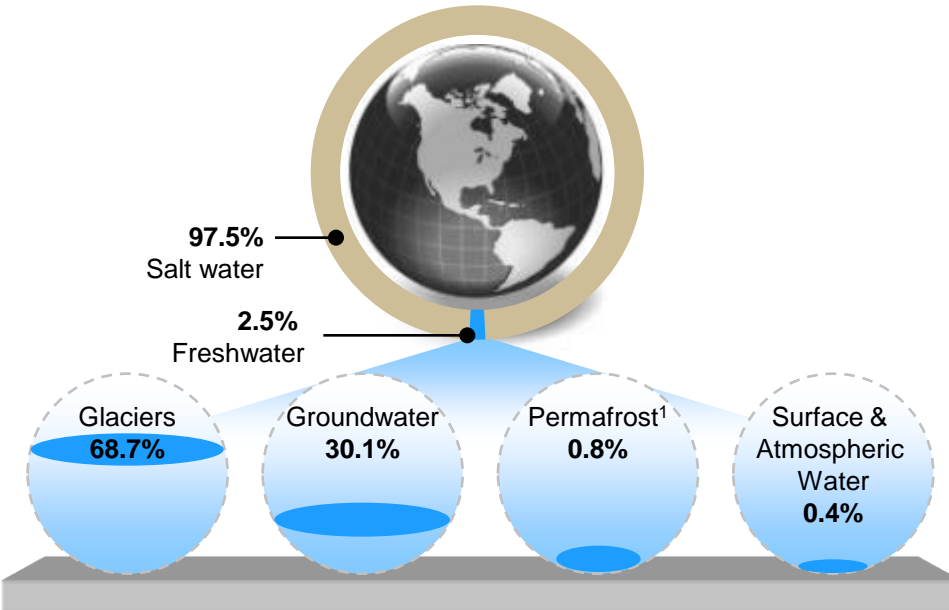 97.5%
Salt water
2.5%
Freshwater
Glaciers
68.7%
Groundwater
30.1%
Permafrost¹
0.8%
Surface &
Atmospheric
Water
0.4%